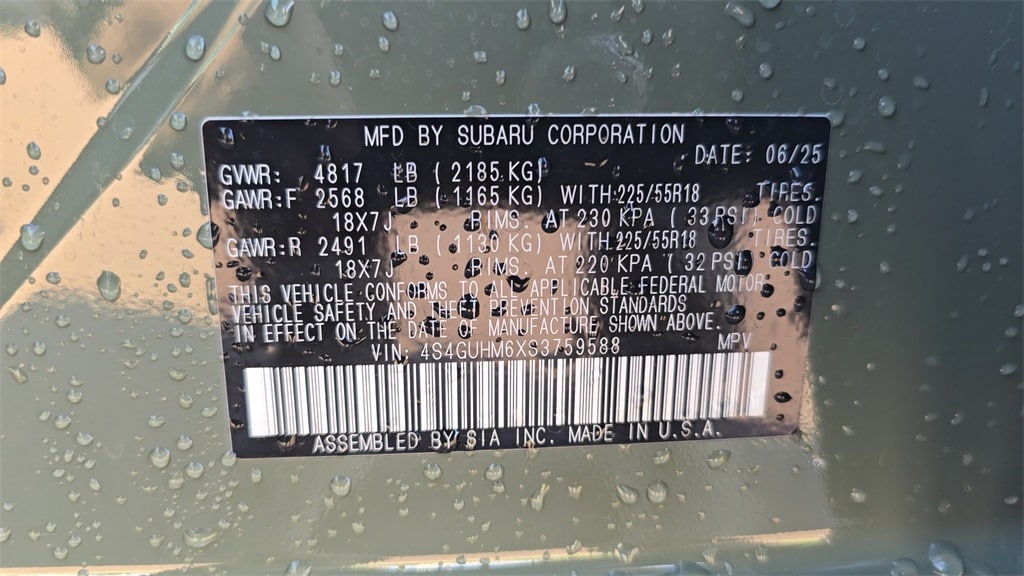 MFD BY SUBARU CORPORATION
DATE: 06/25
GVWR: 4817 LB ( 2185 KG)
GAWR:F 2568 LB ( 1165 KG) WITH 225/55R18 TIRES.
18X7J RIMS. AT 230 KPA ( 33 PSI) COLD
GAWR:R 2491 LB ( 1130 KG) WITH 225/55R18 TIRES.
18X7J RIMS. AT 220 KPA ( 32 PSI) COLD
THIS VEHICLE CONFORMS TO ALL APPLICABLE FEDERAL MOTOR
VEHICLE SAFETY AND THEFT PREVENTION STANDARDS
IN EFFECT ON THE DATE OF MANUFACTURE SHOWN ABOVE.
VIN. 4S4GUHM6XS3759588 MPV
ASSEMBLED BY SIA INC. MADE IN U.S.A.